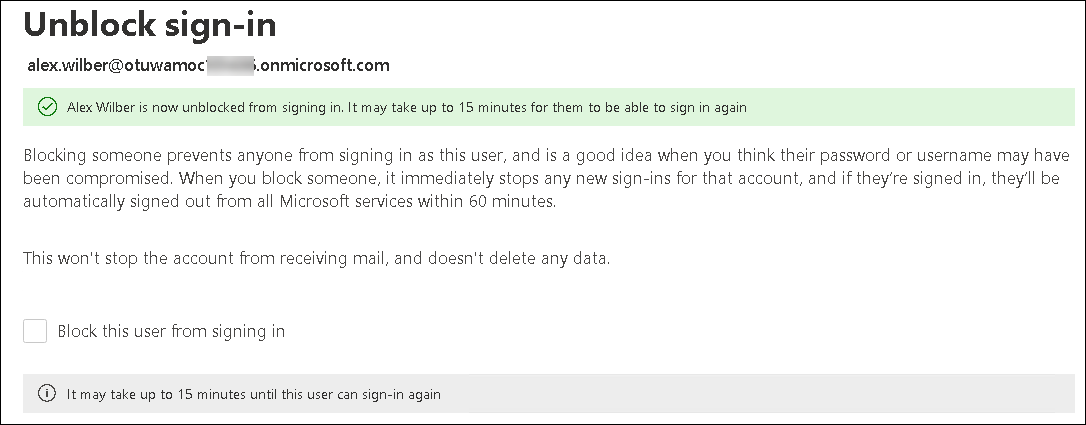 Unblock sign-in
alex.wilber@otuwamoc .onmicrosoft.com
Alex Wilber is now unblocked from signing in. It may take up to 15 minutes for them to be able to sign in again
Blocking someone prevents anyone from signing in as this user, and is a good idea when you think their password or username may have
been compromised. When you block someone, it immediately stops any new sign-ins for that account, and if they’re signed in, they’ll be
automatically signed out from all Microsoft services within 60 minutes.
This won't stop the account from receiving mail, and doesn't delete any data.
Block this user from signing in
It may take up to 15 minutes until this user can sign-in again